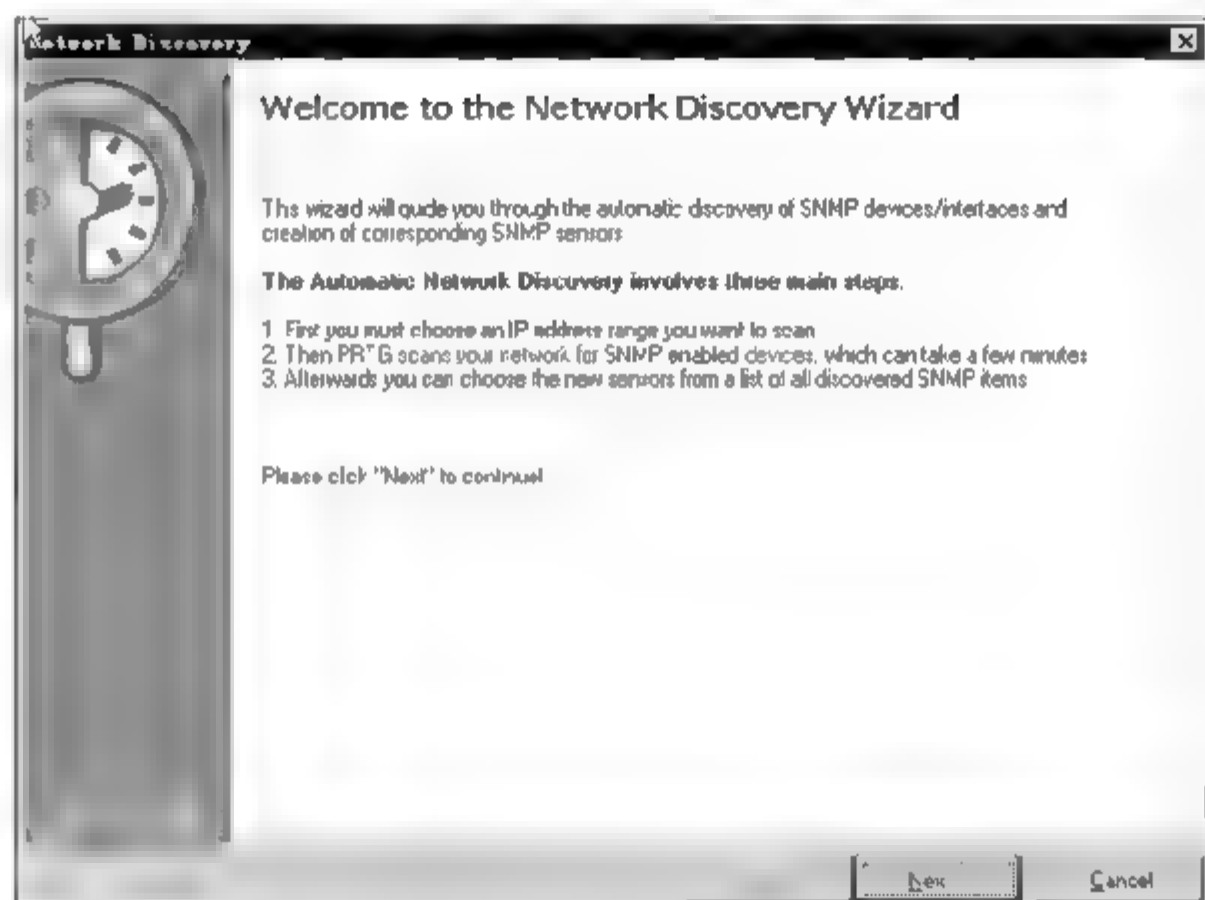 Network Discovery
Welcome to the Network Discovery Wizard
This wizard will guide you through the automatic discovery of SNMP devices/interfaces and
creation of corresponding SNMP sensors
The Automatic Network Discovery involves three main steps.
1. First you must choose an IP address range you want to scan
2. Then PRTG scans your network for SNMP enabled devices, which can take a few minutes
3. Afterwards you can choose the new sensors from a list of all discovered SNMP items
Please click "Next" to continue!
Next
Cancel